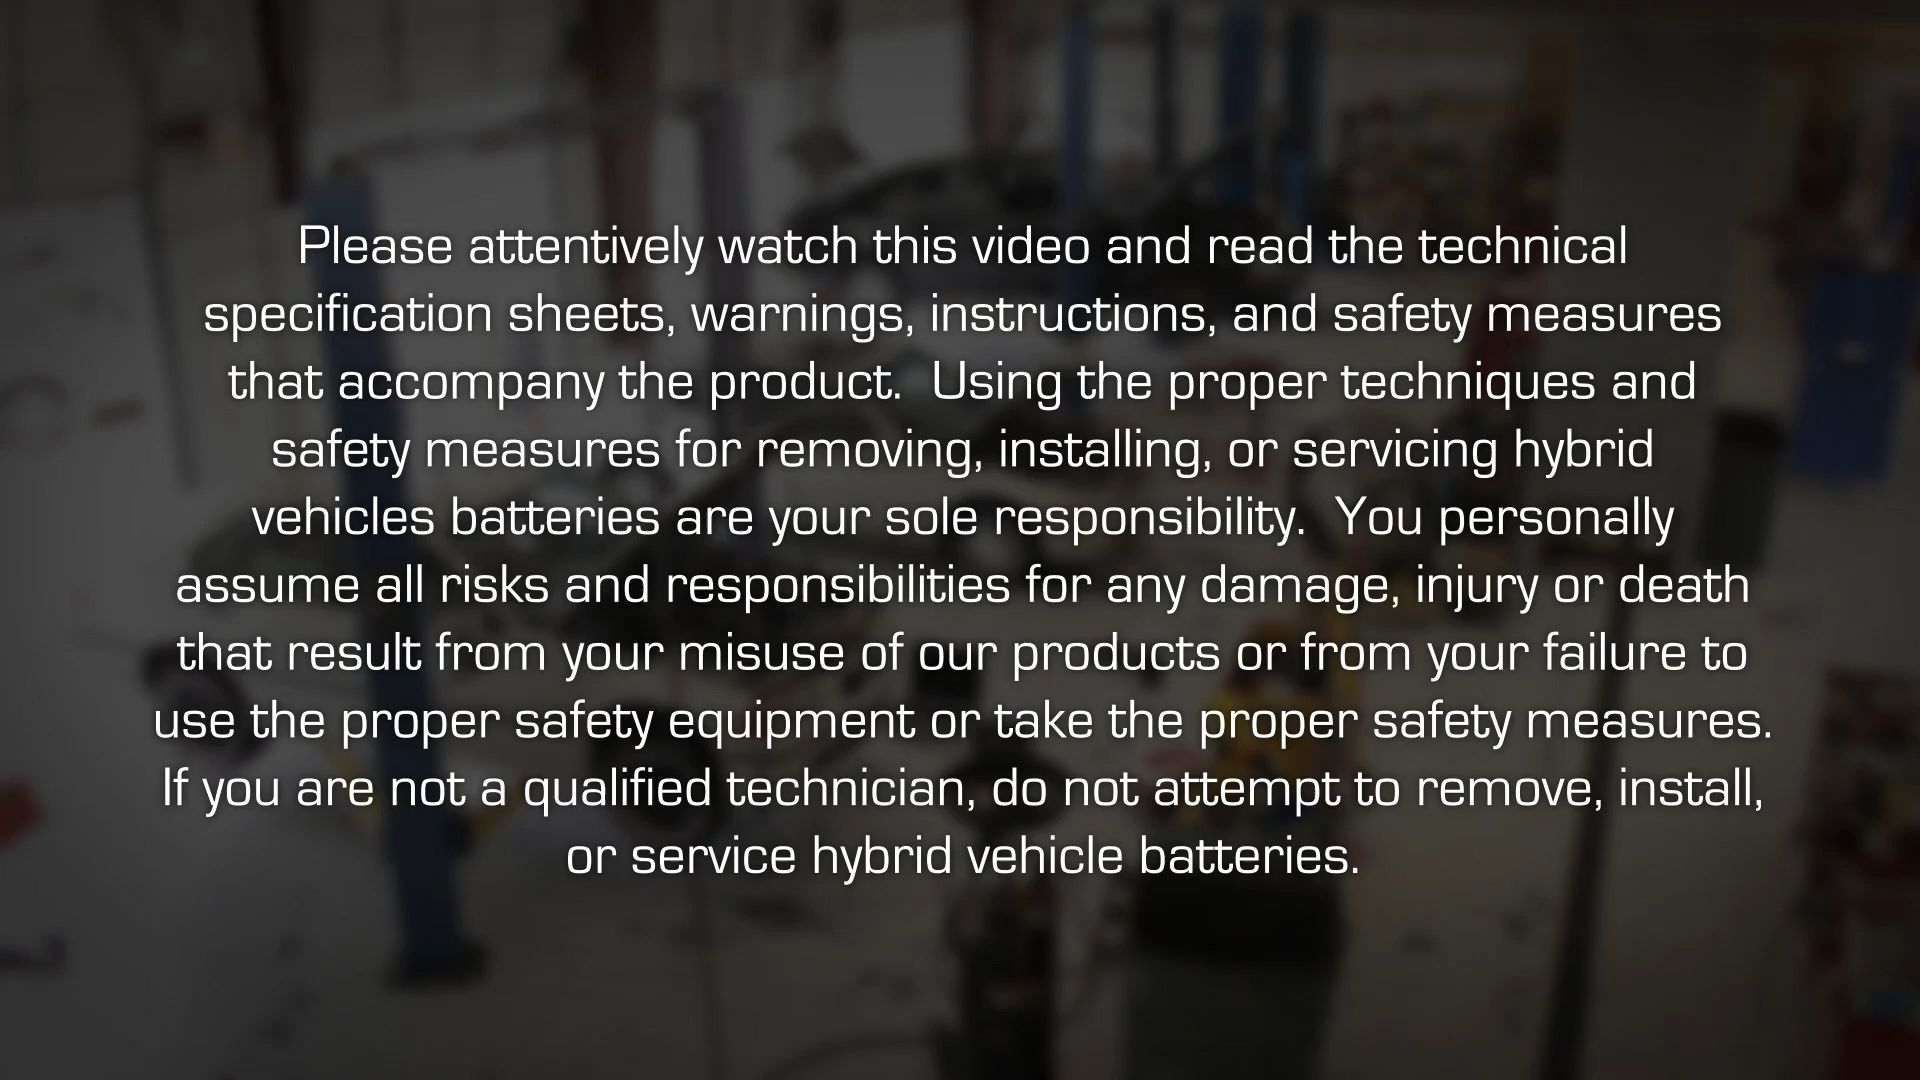 Please attentively watch this video and read the technical
specification sheets, warnings, instructions, and safety measures
that accompany the product.  Using the proper techniques and
safety measures for removing, installing, or servicing hybrid
vehicles batteries are your sole responsibility.  You personally
assume all risks and responsibilities for any damage, injury or death
that result from your misuse of our products or from your failure to
use the proper safety equipment or take the proper safety measures.
If you are not a qualified technician, do not attempt to remove, install,
or service hybrid vehicle batteries.